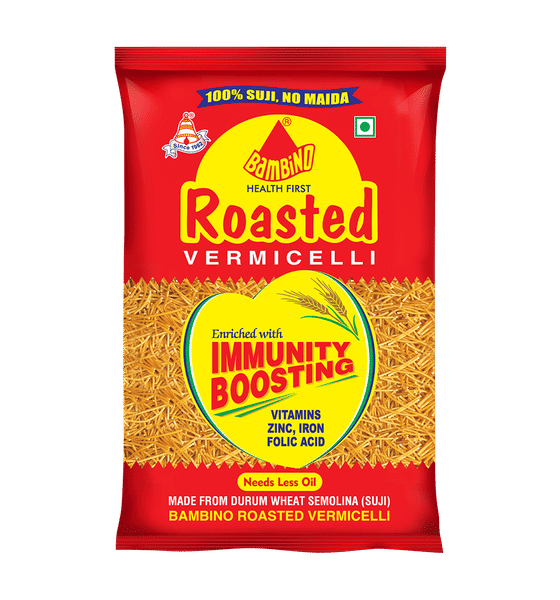 100% SUJI, NO MAIDA
Since 1982
®
BAMBINO
HEALTH FIRST
Roasted
VERMICELLI
Enriched with
IMMUNITY
BOOSTING
VITAMINS
ZINC, IRON
FOLIC ACID
Needs Less Oil
MADE FROM DURUM WHEAT SEMOLINA (SUJI)
BAMBINO ROASTED VERMICELLI